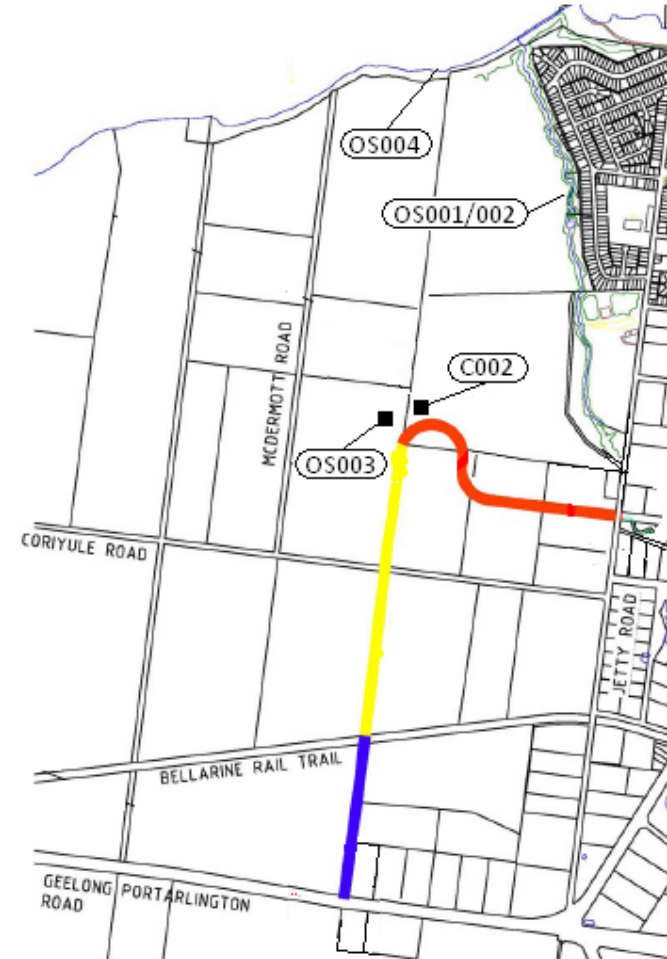 OS004
OS001/002
MCDERMOTT ROAD
C002
OS003
CORIYULE ROAD
JETTY ROAD
BELLARINE RAIL TRAIL
GEELONG PORTARLINGTON
ROAD